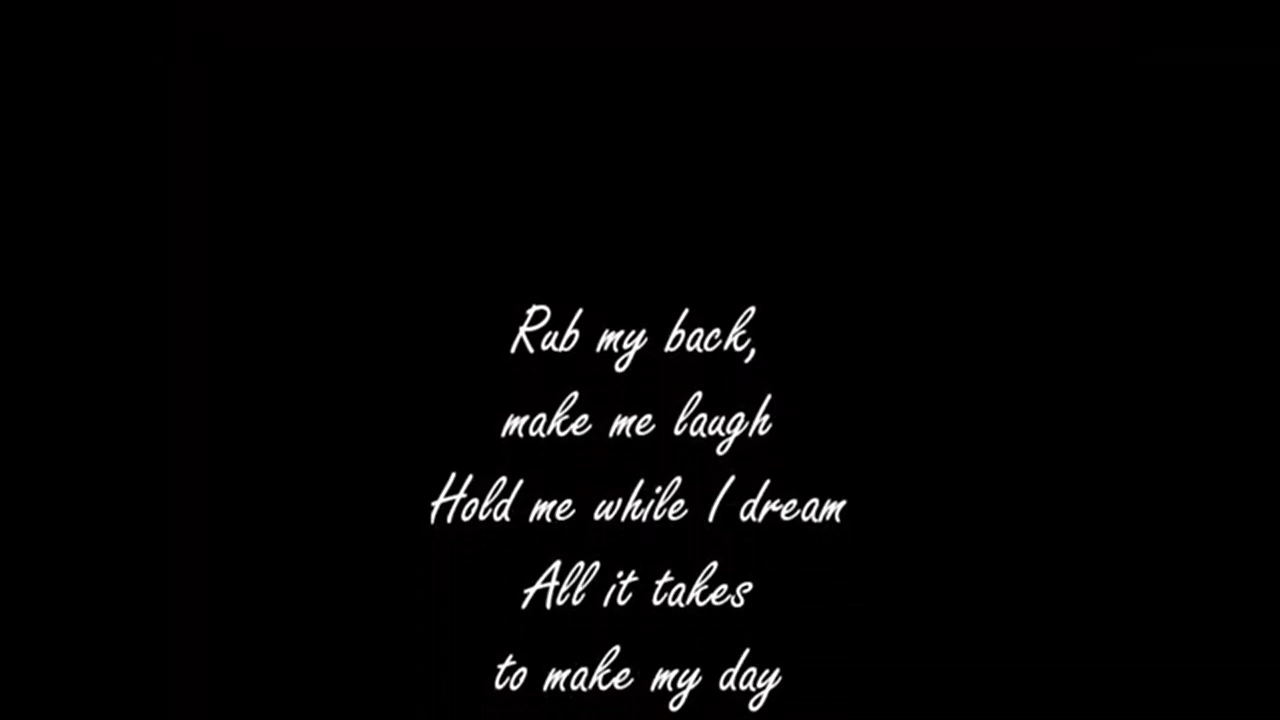 Rub my back,
make me laugh
Hold me while I dream
All it takes
to make my day